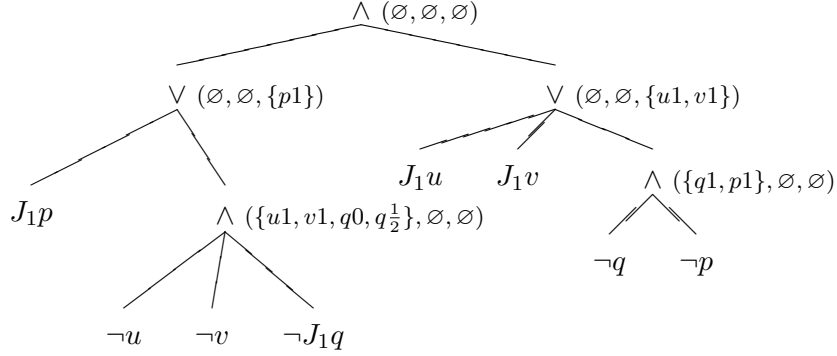 ∧ (∅, ∅, ∅)
∨ (∅, ∅, {p1}) ∨ (∅, ∅, {u1, v1})
J₁p J₁u J₁v ∧ ({q1, p1}, ∅, ∅)
∧ ({u1, v1, q0, q½}, ∅, ∅)
¬q ¬p
¬u ¬v ¬J₁q